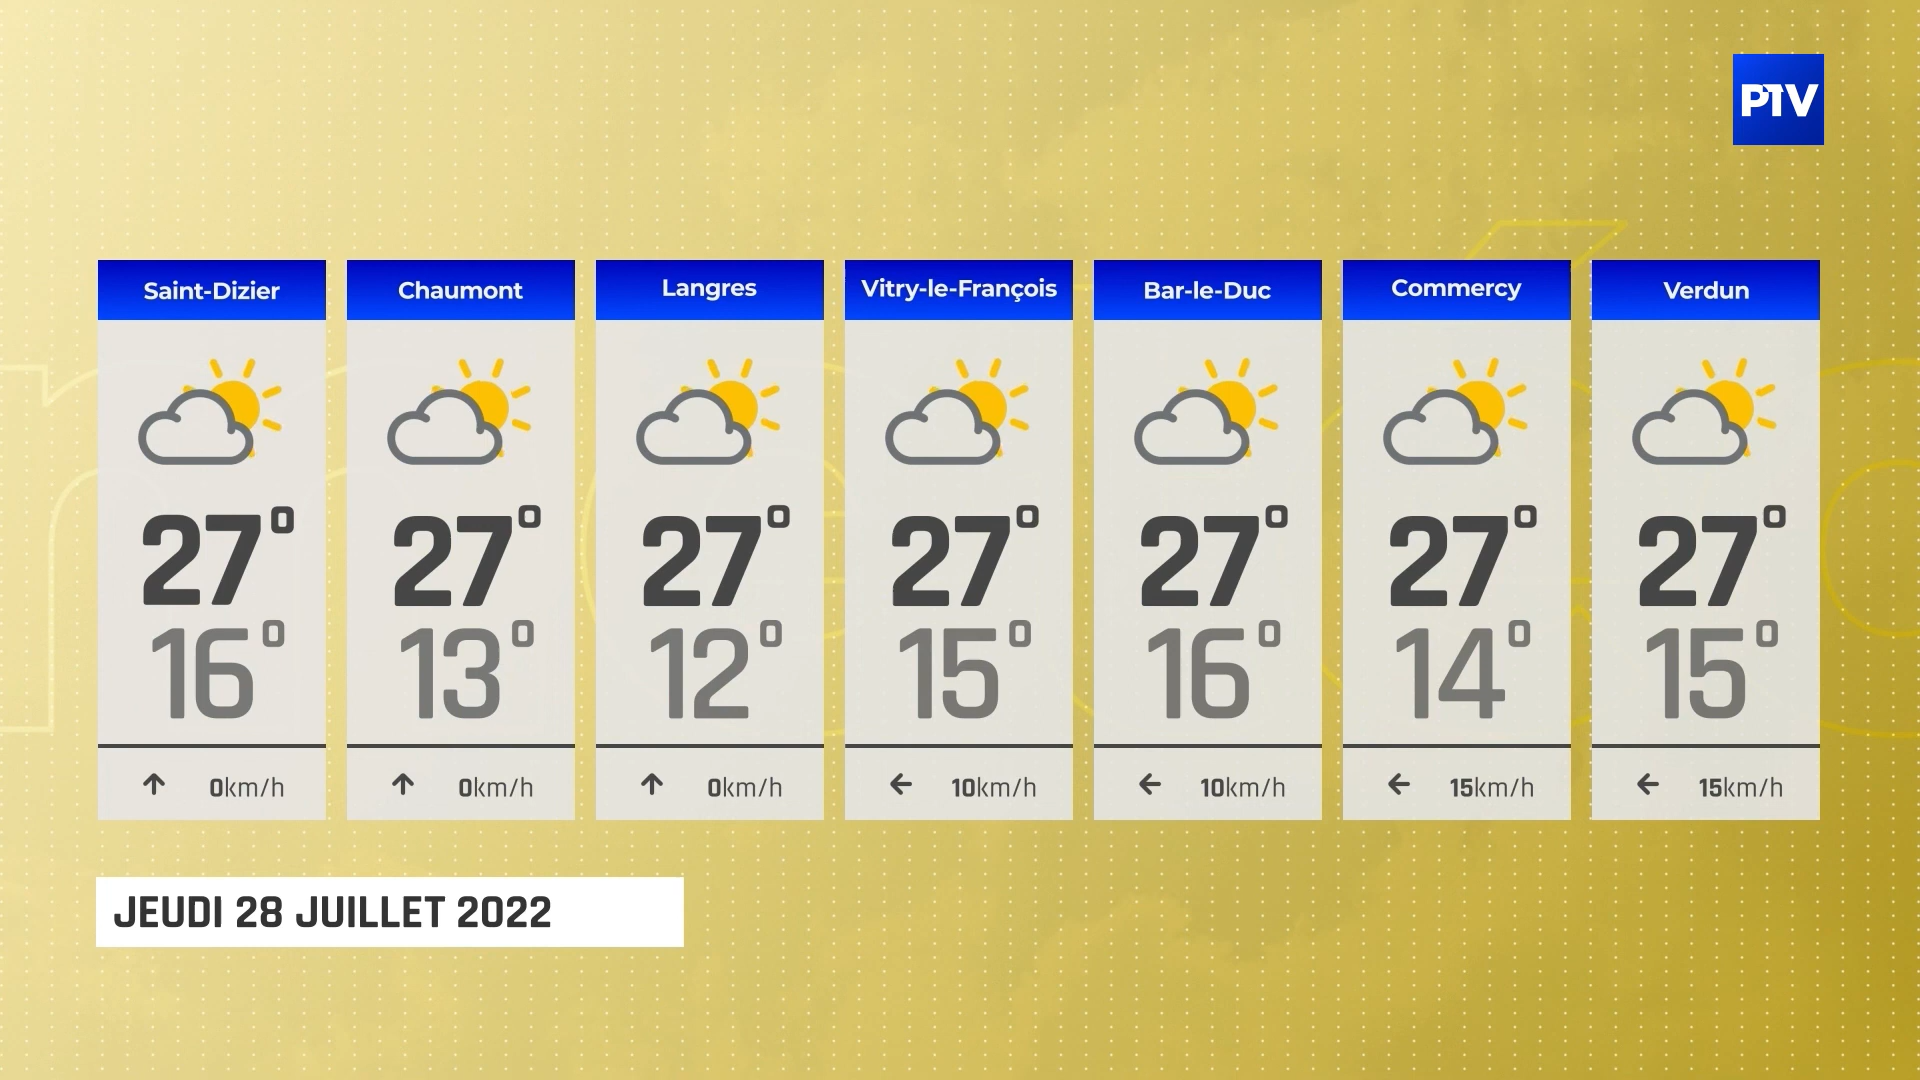 PTV
Saint-Dizier
27°
16°
0km/h
Chaumont
27°
13°
0km/h
Langres
27°
12°
0km/h
Vitry-le-François
27°
15°
10km/h
Bar-le-Duc
27°
16°
10km/h
Commercy
27°
14°
15km/h
Verdun
27°
15°
15km/h
JEUDI 28 JUILLET 2022